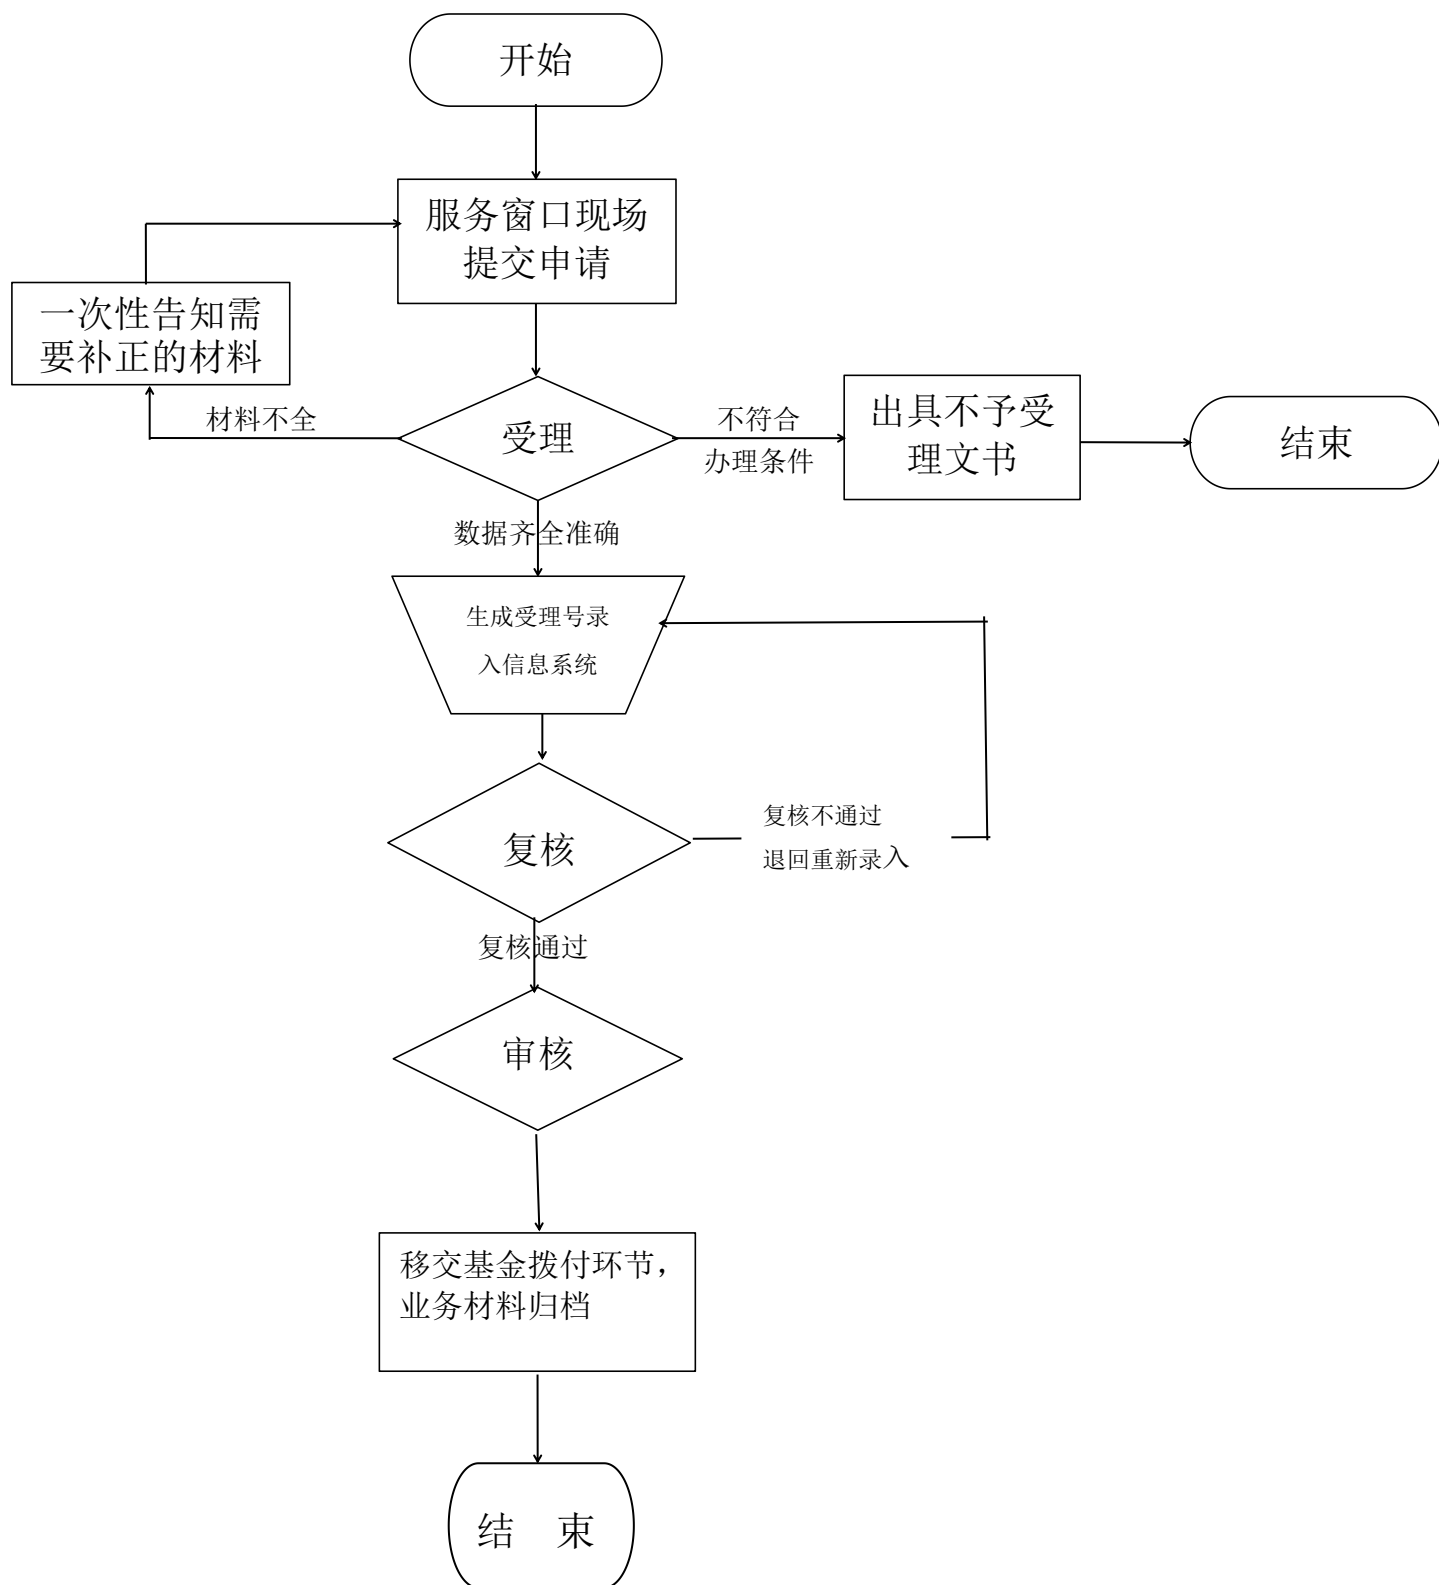 开始
服务窗口现场
提交申请
一次性告知需
要补正的材料
材料不全
受理
不符合
办理条件
出具不予受
理文书
结束
数据齐全准确
生成受理号录
入信息系统
复核
复核不通过
退回重新录入
复核通过
审核
移交基金拨付环节，
业务材料归档
结 束